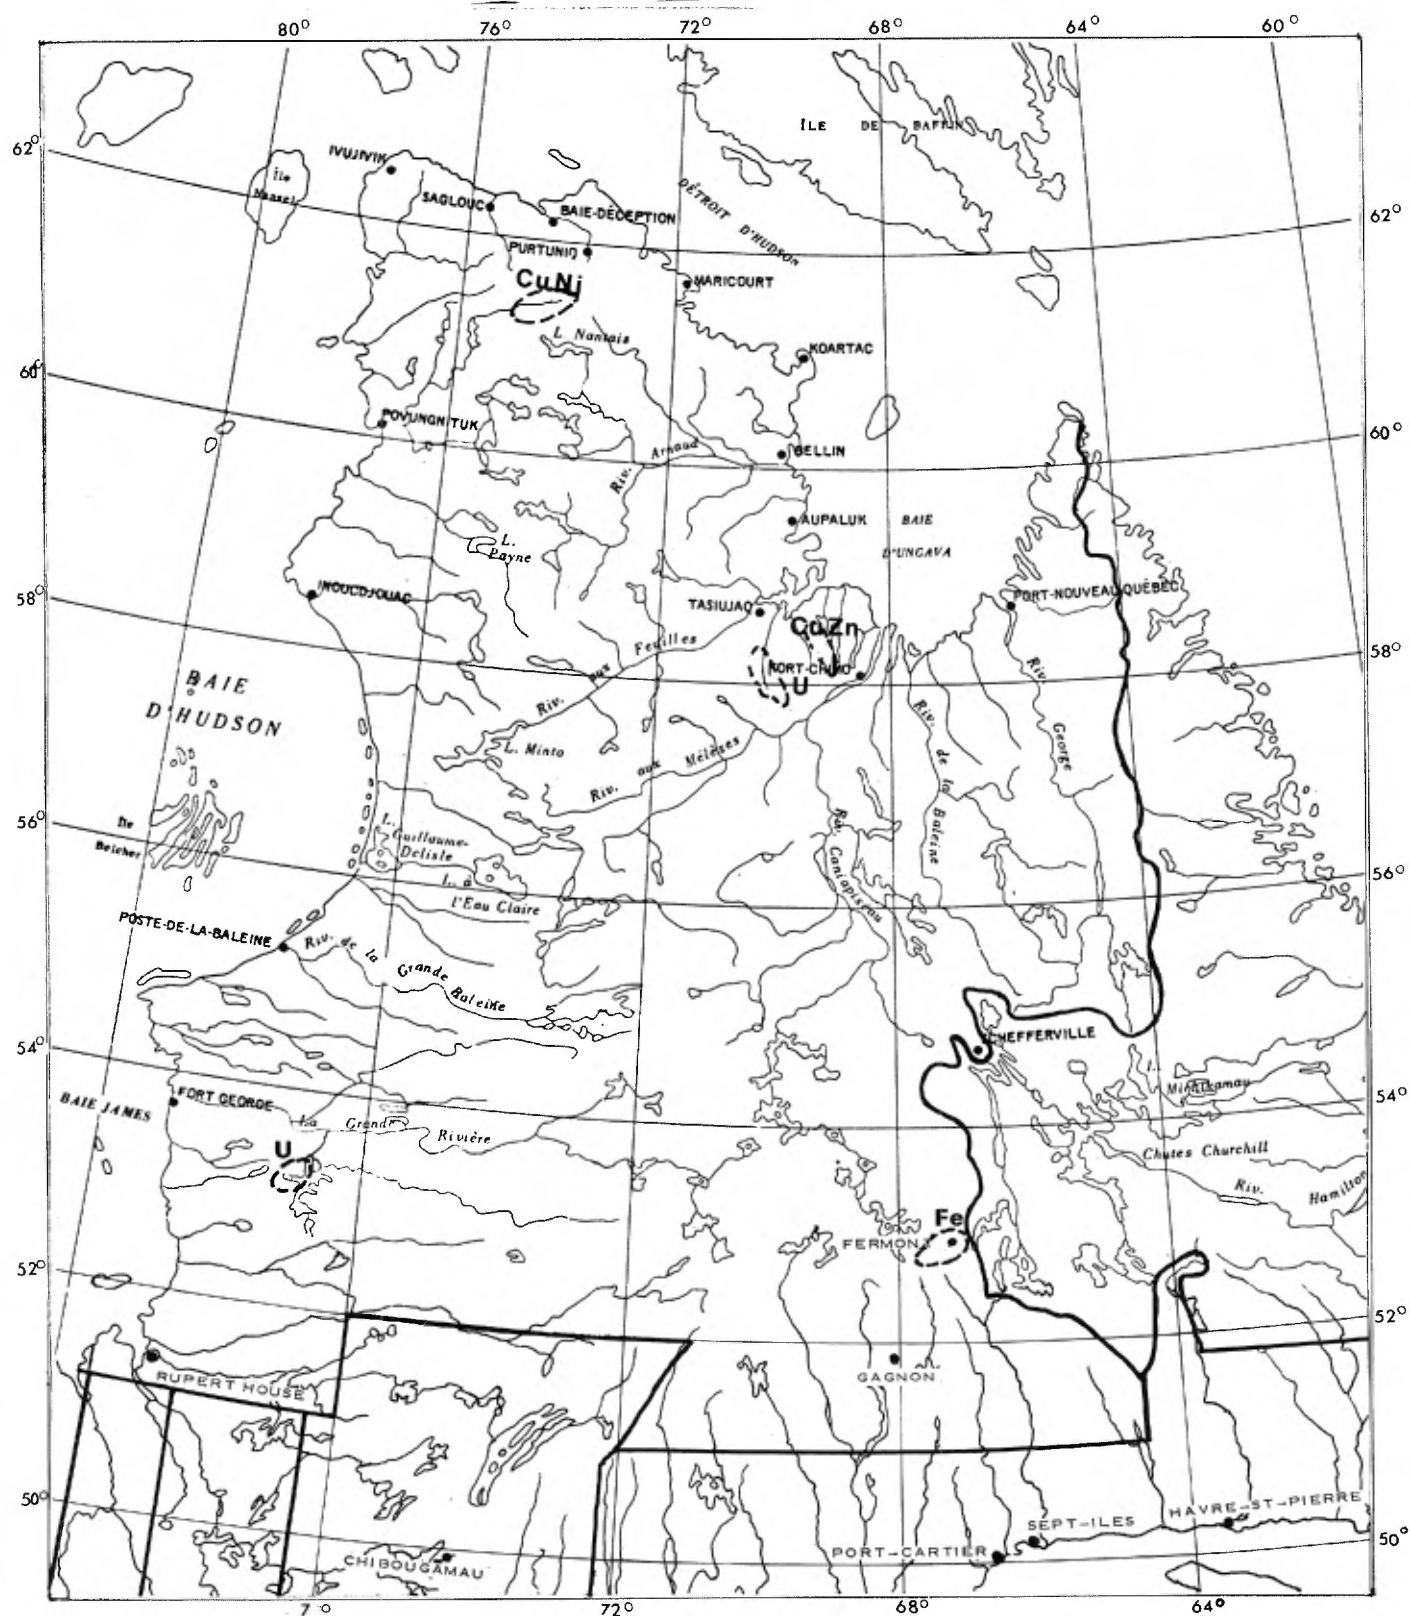 80° 76° 72° 68° 64° 60°
ÎLE DE BAFFIN
62°
IVUJIVIK
Île
SAGLOUC
DÉTROIT D'HUDSON
BAIE-DÉCEPTION
62°
PURTUNIQ
CuNi
MARICOURT
L. Nantais
KOARTAC
60°
POVUNGNITUK
60°
Riv. Arnaud
BELLIN
AUPALUK
BAIE
D'UNGAVA
L.
Payne
INOUCDJOUAC
58°
PORT-NOUVEAU-QUÉBEC
TASIUJAQ
CuZn
Riv. aux Feuilles
58°
FORT-CHIMO
U
Riv. George
BAIE
D'HUDSON
Riv. de la Baleine
L. Minto
Riv. aux Mélèzes
56°
Île
Belcher
L.
Guillaume-
Delisle
Riv. Caniapiscau
56°
L. à
l'Eau Claire
POSTE-DE-LA-BALEINE
Riv. de la Grande Baleine
SCHEFFERVILLE
54°
L.
Michikamau
54°
BAIE JAMES
FORT GEORGE
La Grande Rivière
U
Chutes Churchill
Riv. Hamilton
Fe
FERMONT
52°
52°
GAGNON
RUPERT HOUSE
50°
HAVRE-ST-PIERRE
SEPT-ILES
50°
PORT-CARTIER
CHIBOUGAMAU
72° 68° 64°